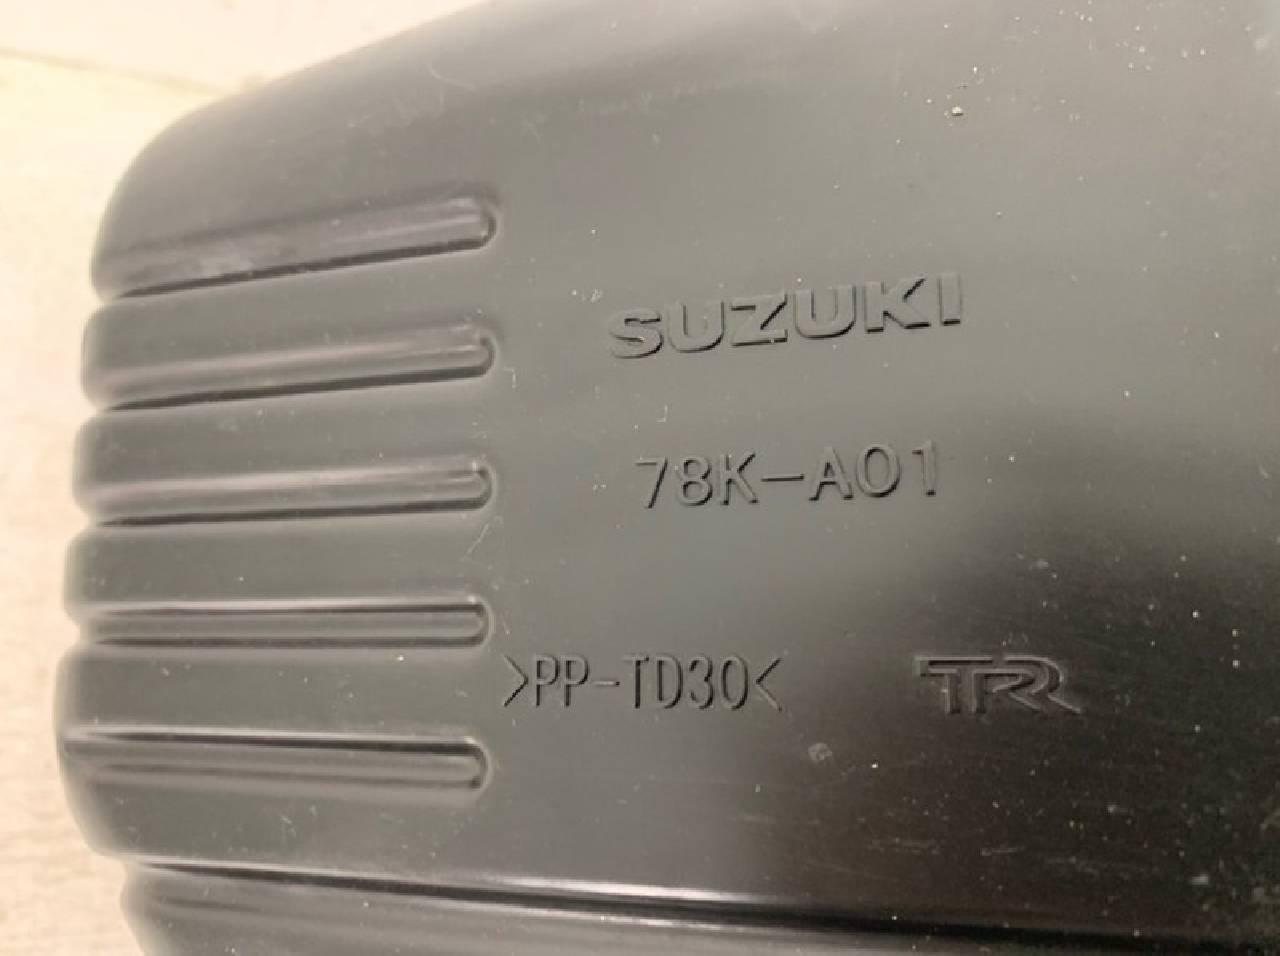 SUZUKI
78K-A01
>PP-TD30<
TR